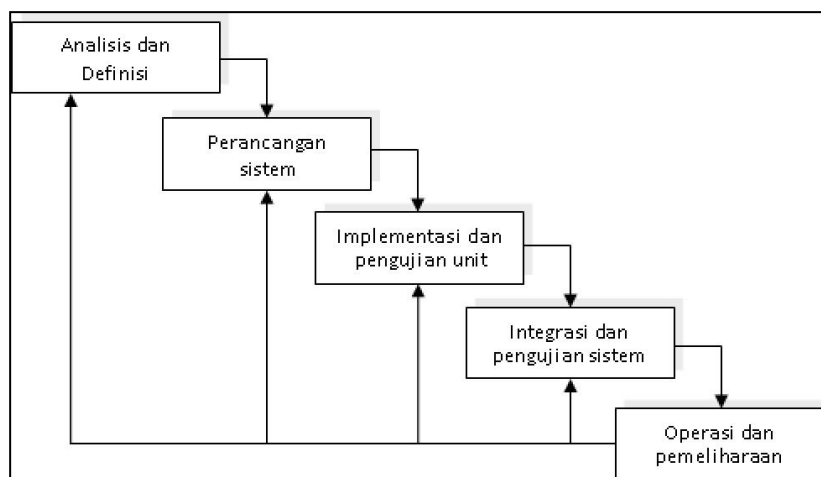 Analisis dan
Definisi
Perancangan
sistem
Implementasi dan
pengujian unit
Integrasi dan
pengujian sistem
Operasi dan
pemeliharaan